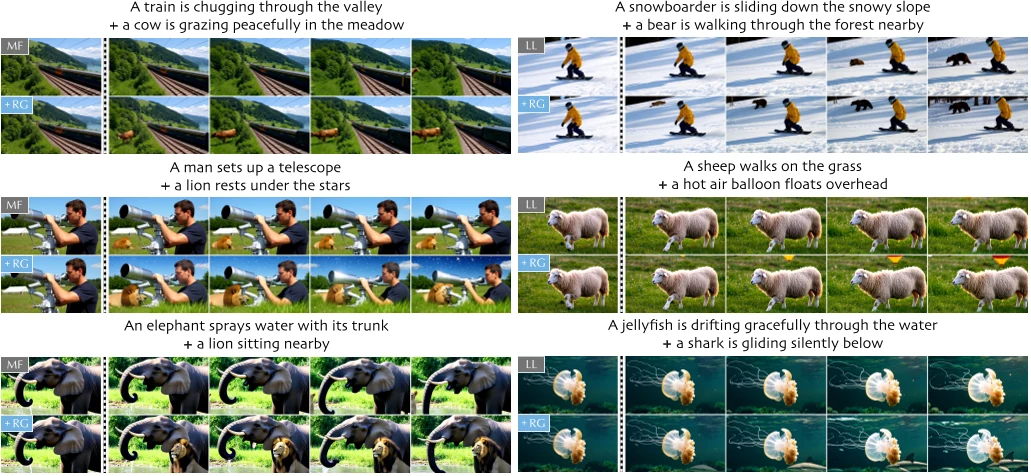 A train is chugging through the valley
+ a cow is grazing peacefully in the meadow
MF
+ RG
A snowboarder is sliding down the snowy slope
+ a bear is walking through the forest nearby
LL
+ RG
A man sets up a telescope
+ a lion rests under the stars
MF
+ RG
A sheep walks on the grass
+ a hot air balloon floats overhead
LL
+ RG
An elephant sprays water with its trunk
+ a lion sitting nearby
MF
+ RG
A jellyfish is drifting gracefully through the water
+ a shark is gliding silently below
LL
+ RG